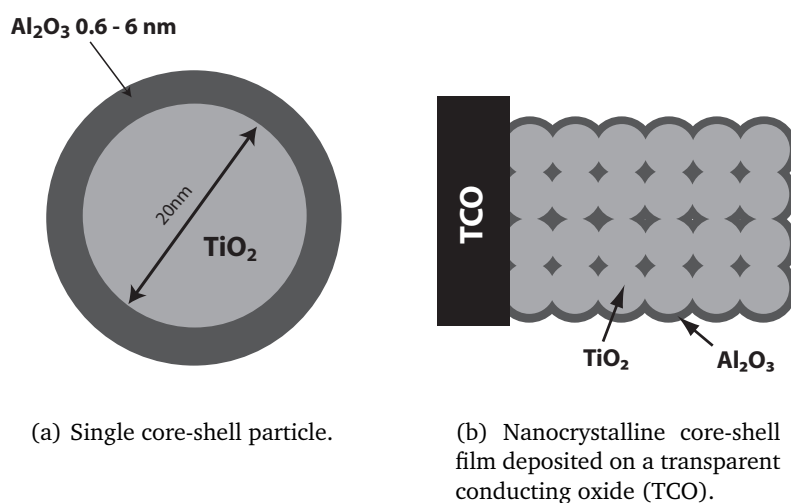 Al₂O₃ 0.6 - 6 nm
20nm
TiO₂
TCO
TiO₂
Al₂O₃
(a) Single core-shell particle.
(b) Nanocrystalline core-shell
film deposited on a transparent
conducting oxide (TCO).